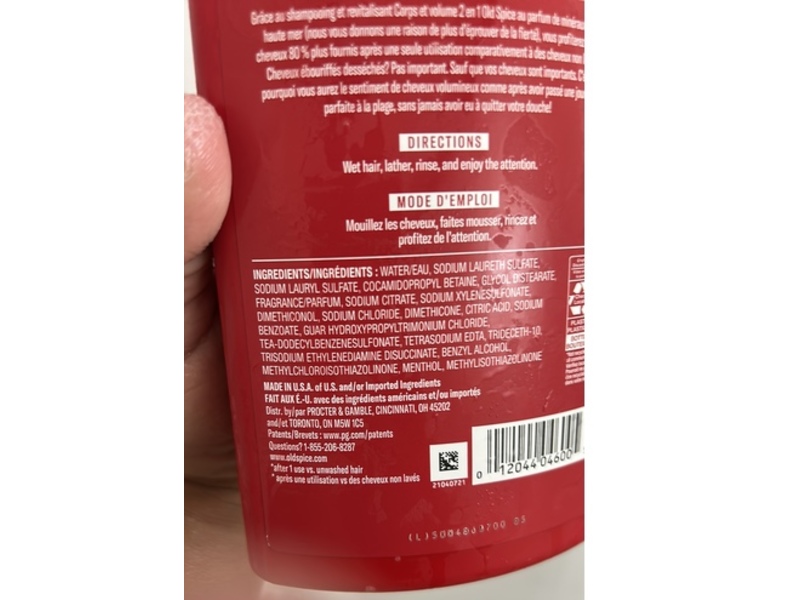 Grâce au shampooing et revitalisant Corps et volume 2 en 1 Old Spice au parfum de minéraux
haute mer (nous vous donnons une raison de plus d'éprouver de la fierté), vous profiterez
cheveux 80 % plus fournis après une seule utilisation comparativement à des cheveux non
Cheveux ébouriffés desséchés? Pas important. Sauf que vos cheveux sont importants. C'
pourquoi vous aurez le sentiment de cheveux volumineux comme après avoir passé une
parfaite à la plage, sans jamais avoir eu à quitter votre douche!
DIRECTIONS
Wet hair, lather, rinse, and enjoy the attention.
MODE D'EMPLOI
Mouillez les cheveux, faites mousser, rincez et
profitez de l'attention.
INGREDIENTS/INGRÉDIENTS : WATER/EAU, SODIUM LAURETH SULFATE,
SODIUM LAURYL SULFATE, COCAMIDOPROPYL BETAINE, GLYCOL DISTEARATE,
FRAGRANCE/PARFUM, SODIUM CITRATE, SODIUM XYLENESULFONATE,
DIMETHICONOL, SODIUM CHLORIDE, DIMETHICONE, CITRIC ACID, SODIUM
BENZOATE, GUAR HYDROXYPROPYLTRIMONIUM CHLORIDE,
TEA-DODECYLBENZENESULFONATE, TETRASODIUM EDTA, TRIDECETH-10,
TRISODIUM ETHYLENEDIAMINE DISUCCINATE, BENZYL ALCOHOL,
METHYLCHLOROISOTHIAZOLINONE, MENTHOL, METHYLISOTHIAZOLINONE
MADE IN U.S.A. of U.S. and/or Imported Ingredients
FAIT AUX É.-U. avec des ingrédients américains et/ou importés
Distr. by/par PROCTER & GAMBLE, CINCINNATI, OH 45202
and/et TORONTO, ON M5W 1C5
Patents/Brevets : www.pg.com/patents
Questions? 1-855-206-8287
www.oldspice.com
*after 1 use vs. unwashed hair
* après une utilisation vs des cheveux non lavés
21040721
0 12044 04600